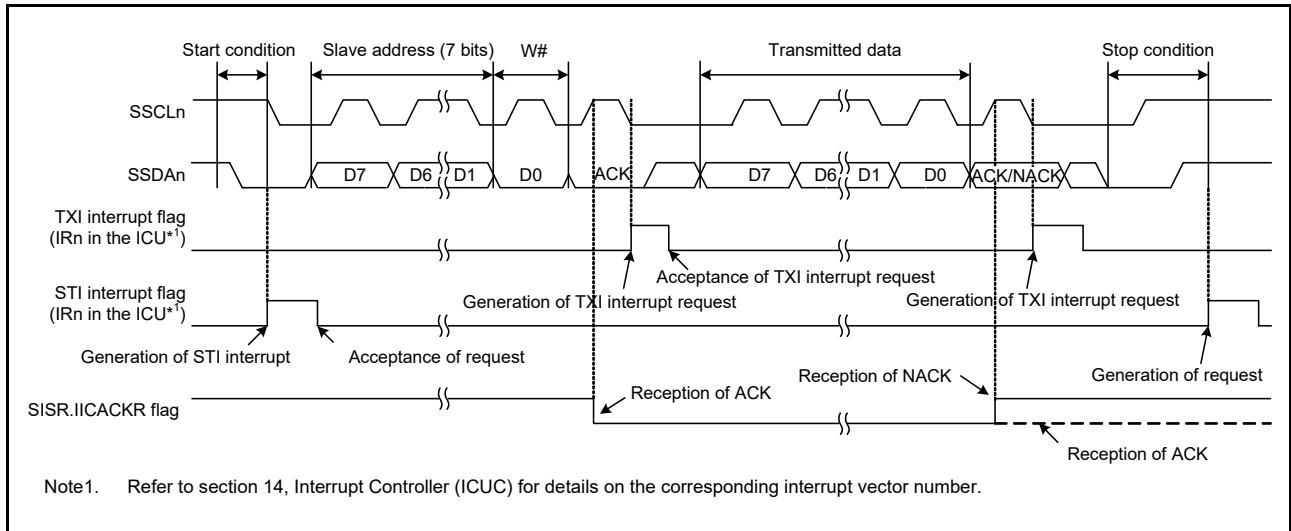 Start condition Slave address (7 bits) W# Transmitted data Stop condition
SSCLn
SSDAn D7 D6 D1 D0 ACK D7 D6 D1 D0 ACK/NACK
TXI interrupt flag
(IRn in the ICU*1)
Acceptance of TXI interrupt request
STI interrupt flag
(IRn in the ICU*1)
Generation of TXI interrupt request Generation of TXI interrupt request
Generation of STI interrupt Acceptance of request Generation of request
Reception of NACK
Reception of ACK
SISR.IICACKR flag
Reception of ACK
Note1. Refer to section 14, Interrupt Controller (ICUC) for details on the corresponding interrupt vector number.